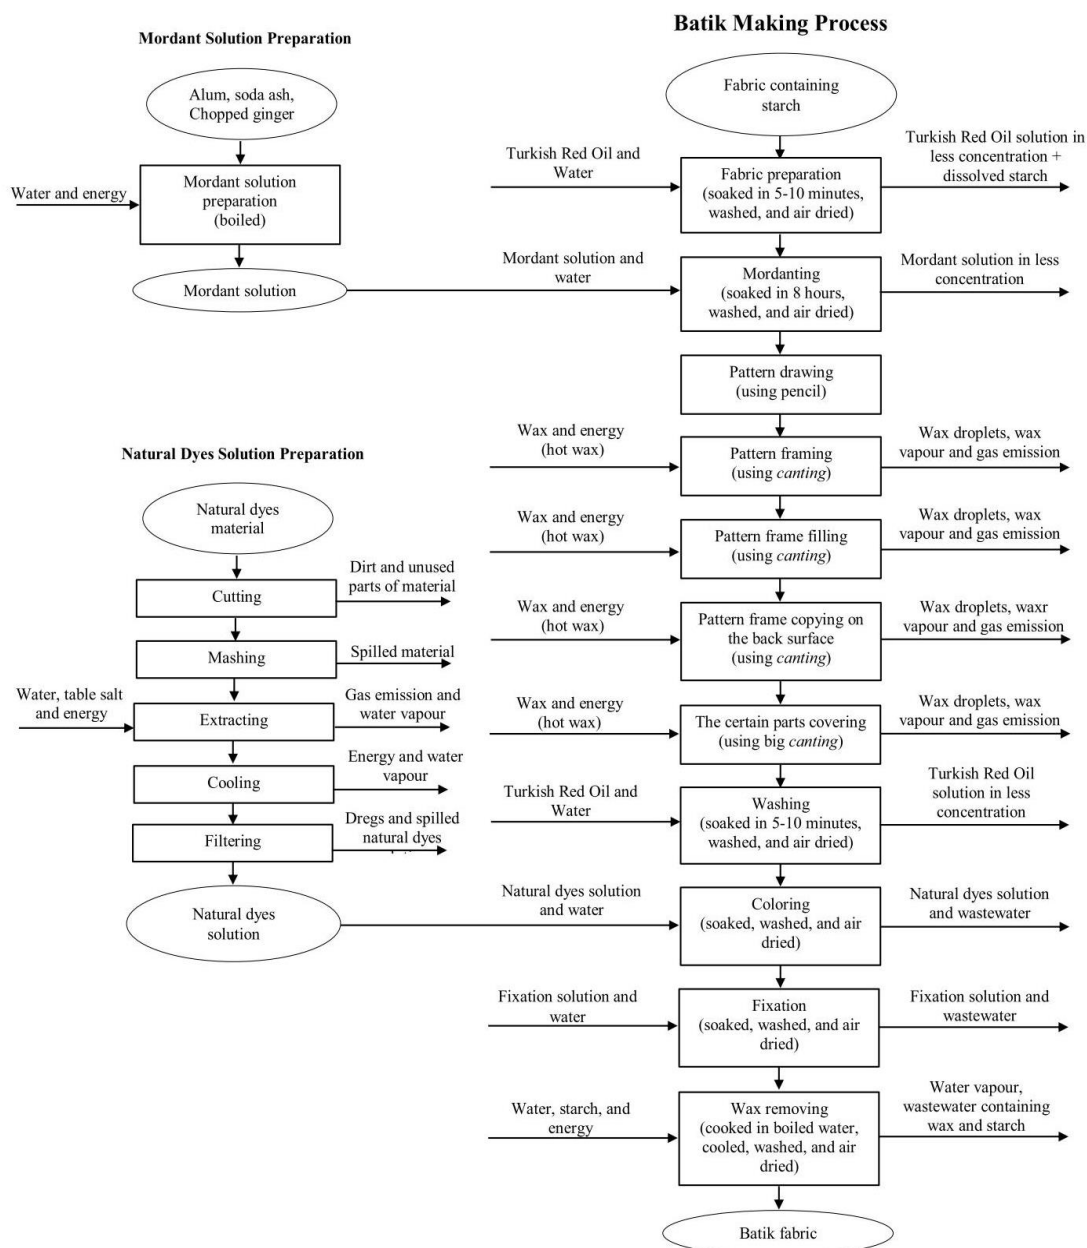 Batik Making Process
Mordant Solution Preparation
Alum, soda ash,
Chopped ginger
Water and energy
Mordant solution
preparation
(boiled)
Mordant solution
Fabric containing
starch
Turkish Red Oil and
Water
Fabric preparation
(soaked in 5-10 minutes,
washed, and air dried)
Turkish Red Oil solution in
less concentration +
dissolved starch
Mordant solution and
water
Mordanting
(soaked in 8 hours,
washed, and air dried)
Mordant solution in less
concentration
Pattern drawing
(using pencil)
Wax and energy
(hot wax)
Pattern framing
(using canting)
Wax droplets, wax
vapour and gas emission
Wax and energy
(hot wax)
Pattern frame filling
(using canting)
Wax droplets, wax
vapour and gas emission
Wax and energy
(hot wax)
Pattern frame copying on
the back surface
(using canting)
Wax droplets, waxr
vapour and gas emission
Wax and energy
(hot wax)
The certain parts covering
(using big canting)
Wax droplets, wax
vapour and gas emission
Turkish Red Oil and
Water
Washing
(soaked in 5-10 minutes,
washed, and air dried)
Turkish Red Oil
solution in less
concentration
Natural Dyes Solution Preparation
Natural dyes
material
Cutting
Dirt and unused
parts of material
Mashing
Spilled material
Water, table salt
and energy
Extracting
Gas emission and
water vapour
Cooling
Energy and water
vapour
Filtering
Dregs and spilled
natural dyes
Natural dyes
solution
Natural dyes solution
and water
Coloring
(soaked, washed, and air
dried)
Natural dyes solution
and wastewater
Fixation solution and
water
Fixation
(soaked, washed, and air
dried)
Fixation solution and
wastewater
Water, starch, and
energy
Wax removing
(cooked in boiled water,
cooled, washed, and air
dried)
Water vapour,
wastewater containing
wax and starch
Batik fabric